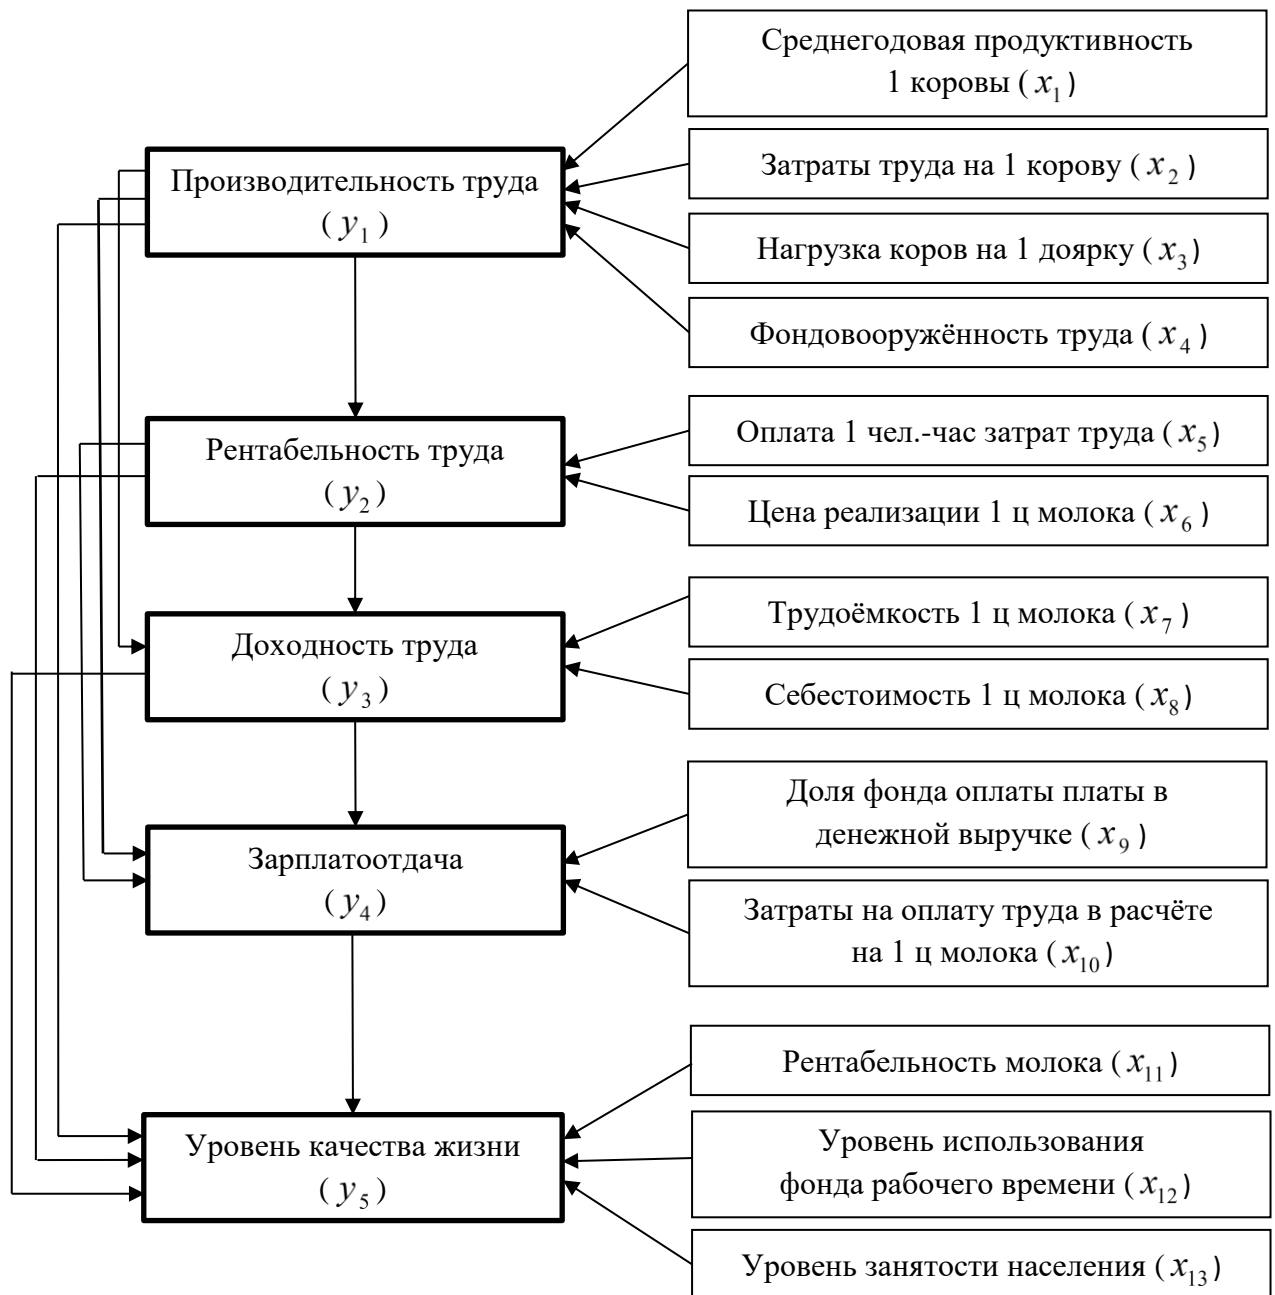 Среднегодовая продуктивность
1 коровы ( x₁ )
Производительность труда
( y₁ )
Затраты труда на 1 корову ( x₂ )
Нагрузка коров на 1 доярку ( x₃ )
Фондовооружённость труда ( x₄ )
Рентабельность труда
( y₂ )
Оплата 1 чел.-час затрат труда ( x₅ )
Цена реализации 1 ц молока ( x₆ )
Доходность труда
( y₃ )
Трудоёмкость 1 ц молока ( x₇ )
Себестоимость 1 ц молока ( x₈ )
Зарплатоотдача
( y₄ )
Доля фонда оплаты платы в
денежной выручке ( x₉ )
Затраты на оплату труда в расчёте
на 1 ц молока ( x₁₀ )
Уровень качества жизни
( y₅ )
Рентабельность молока ( x₁₁ )
Уровень использования
фонда рабочего времени ( x₁₂ )
Уровень занятости населения ( x₁₃ )